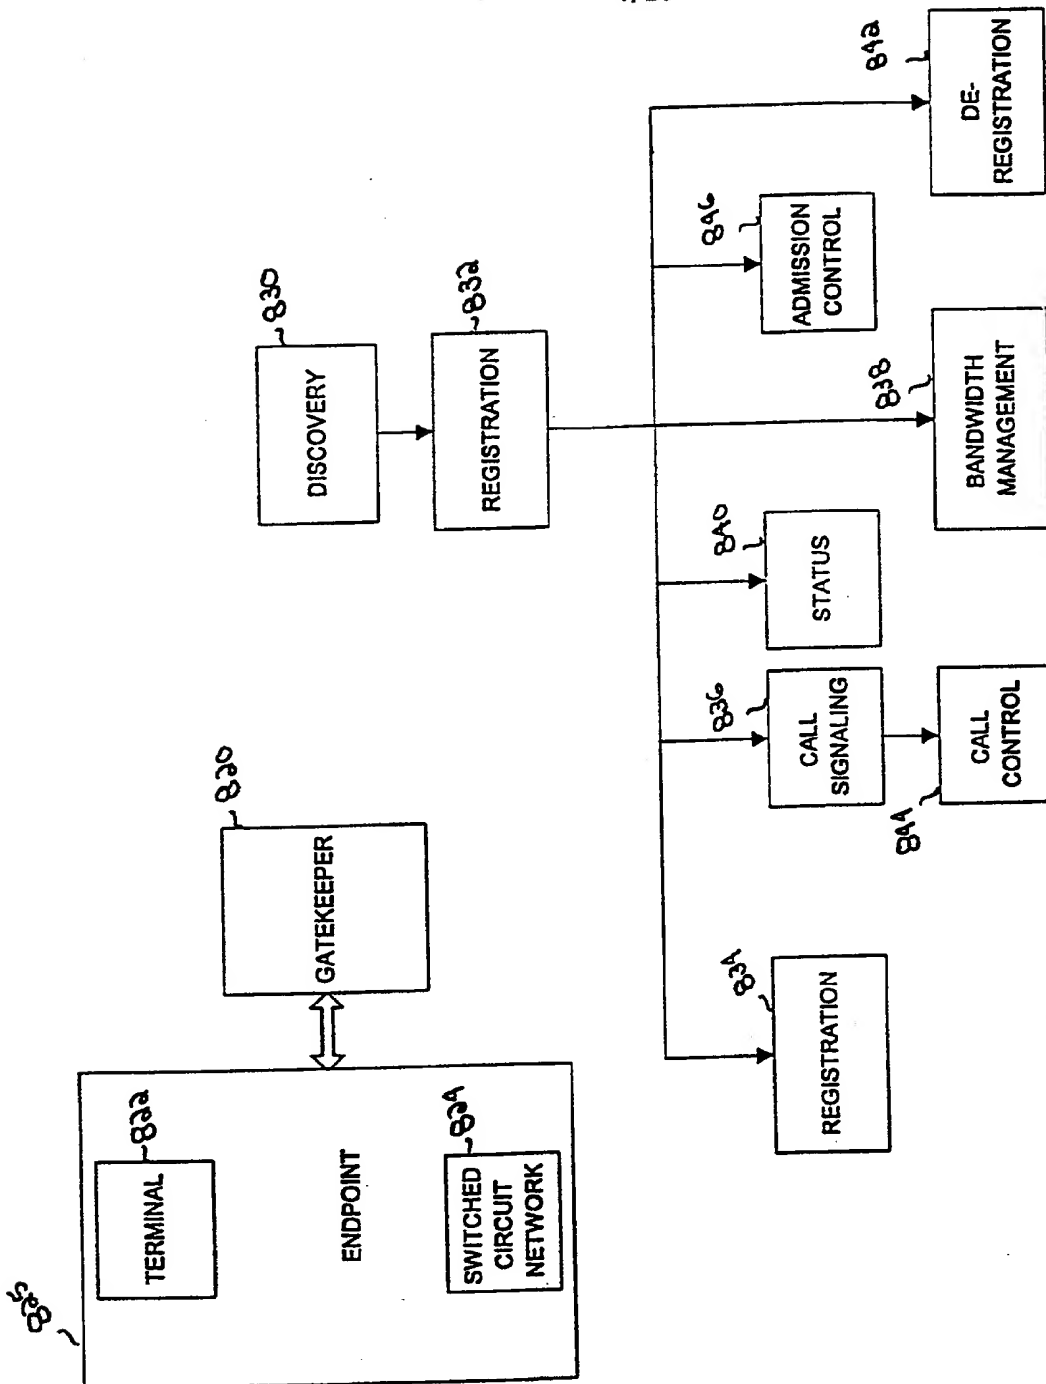 825
TERMINAL
822
ENDPOINT
SWITCHED
CIRCUIT
NETWORK
824
GATEKEEPER
820
DISCOVERY
830
REGISTRATION
832
REGISTRATION
834
CALL
SIGNALING
836
CALL
CONTROL
844
STATUS
840
BANDWIDTH
MANAGEMENT
838
ADMISSION
CONTROL
846
DE-
REGISTRATION
842